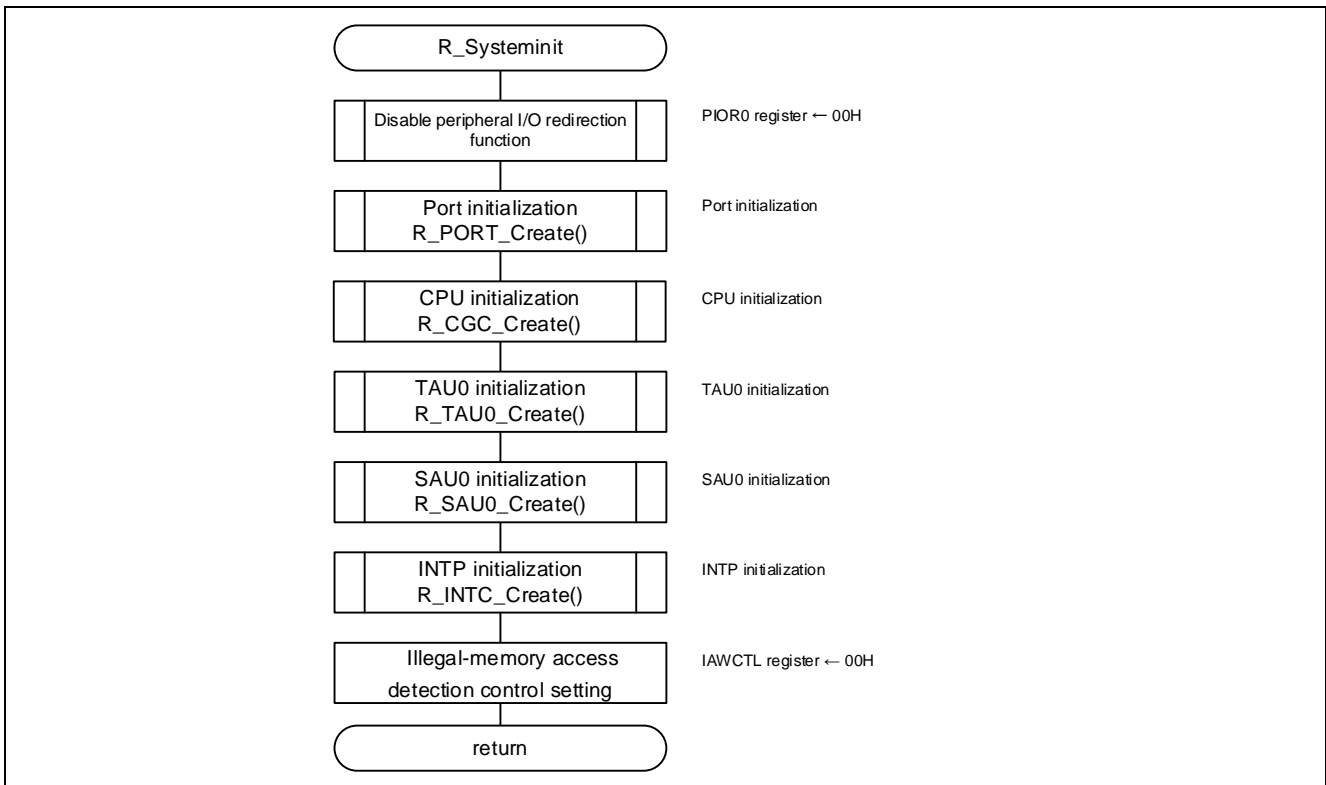 R_Systeminit
Disable peripheral I/O redirection
function
PIOR0 register ← 00H
Port initialization
R_PORT_Create()
Port initialization
CPU initialization
R_CGC_Create()
CPU initialization
TAU0 initialization
R_TAU0_Create()
TAU0 initialization
SAU0 initialization
R_SAU0_Create()
SAU0 initialization
INTP initialization
R_INTC_Create()
INTP initialization
Illegal-memory access
detection control setting
IAWCTL register ← 00H
return